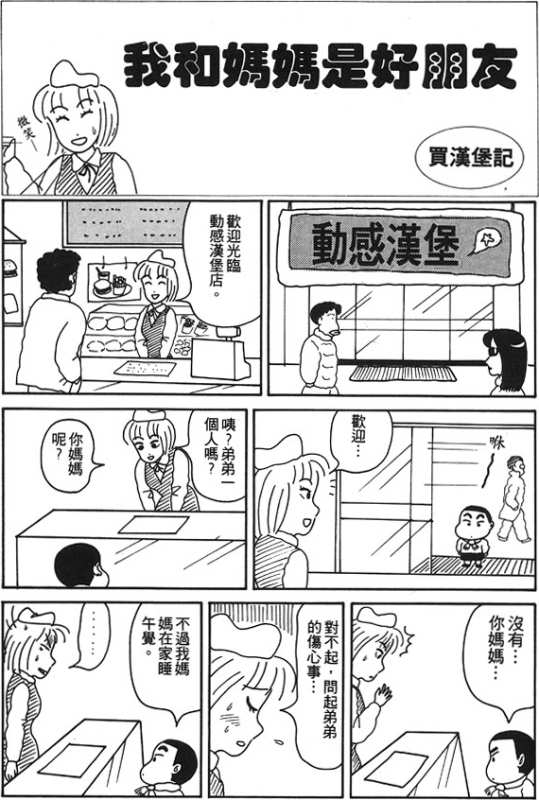 我和媽媽是好朋友
買漢堡記
微笑—
動感漢堡
歡迎光臨
動感漢堡店。
咻
歡迎…
咦？弟弟一
個人嗎？
你媽媽
呢？
沒有…
你媽媽…
對不起，問起弟弟
的傷心事…
不過我媽
媽在家睡
午覺。
……